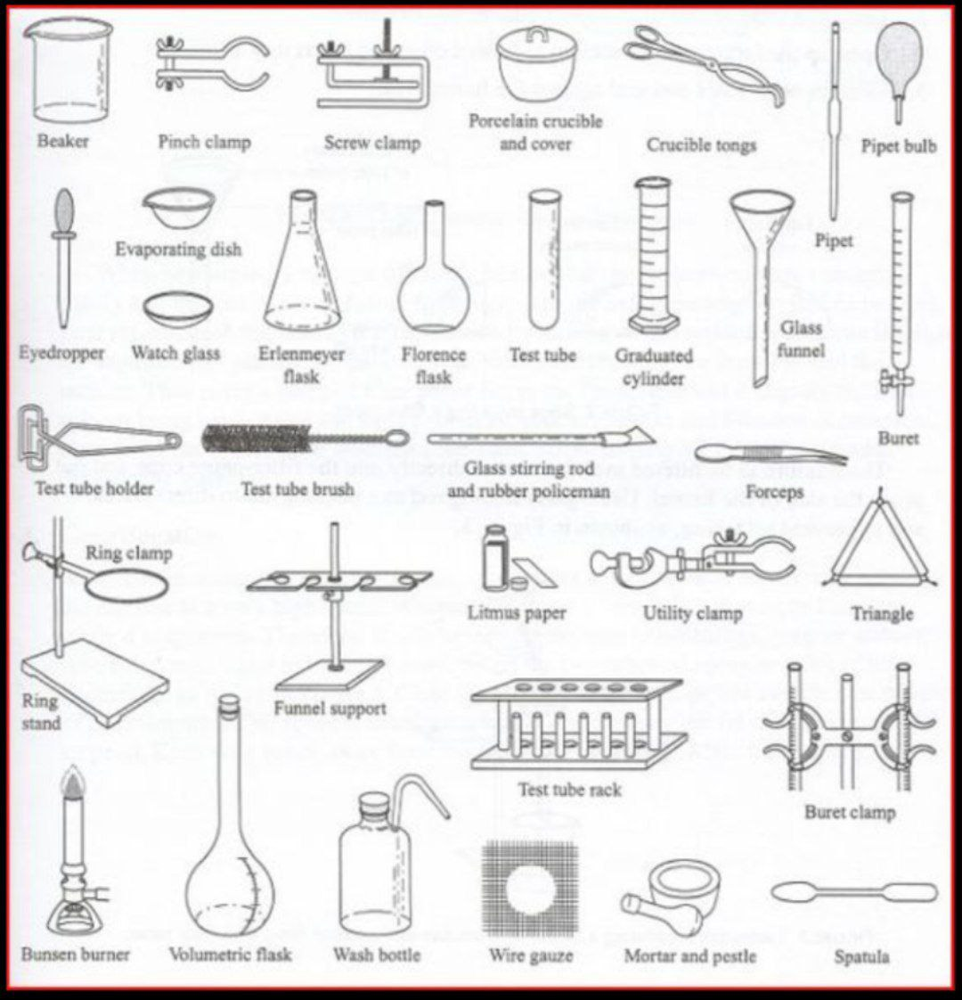 Beaker
Pinch clamp
Screw clamp
Porcelain crucible
and cover
Crucible tongs
Pipet bulb
Evaporating dish
Pipet
Eyedropper
Watch glass
Erlenmeyer
flask
Florence
flask
Test tube
Graduated
cylinder
Glass
funnel
Buret
Test tube holder
Test tube brush
Glass stirring rod
and rubber policeman
Forceps
Ring clamp
Litmus paper
Utility clamp
Triangle
Ring
stand
Funnel support
Test tube rack
Buret clamp
Bunsen burner
Volumetric flask
Wash bottle
Wire gauze
Mortar and pestle
Spatula